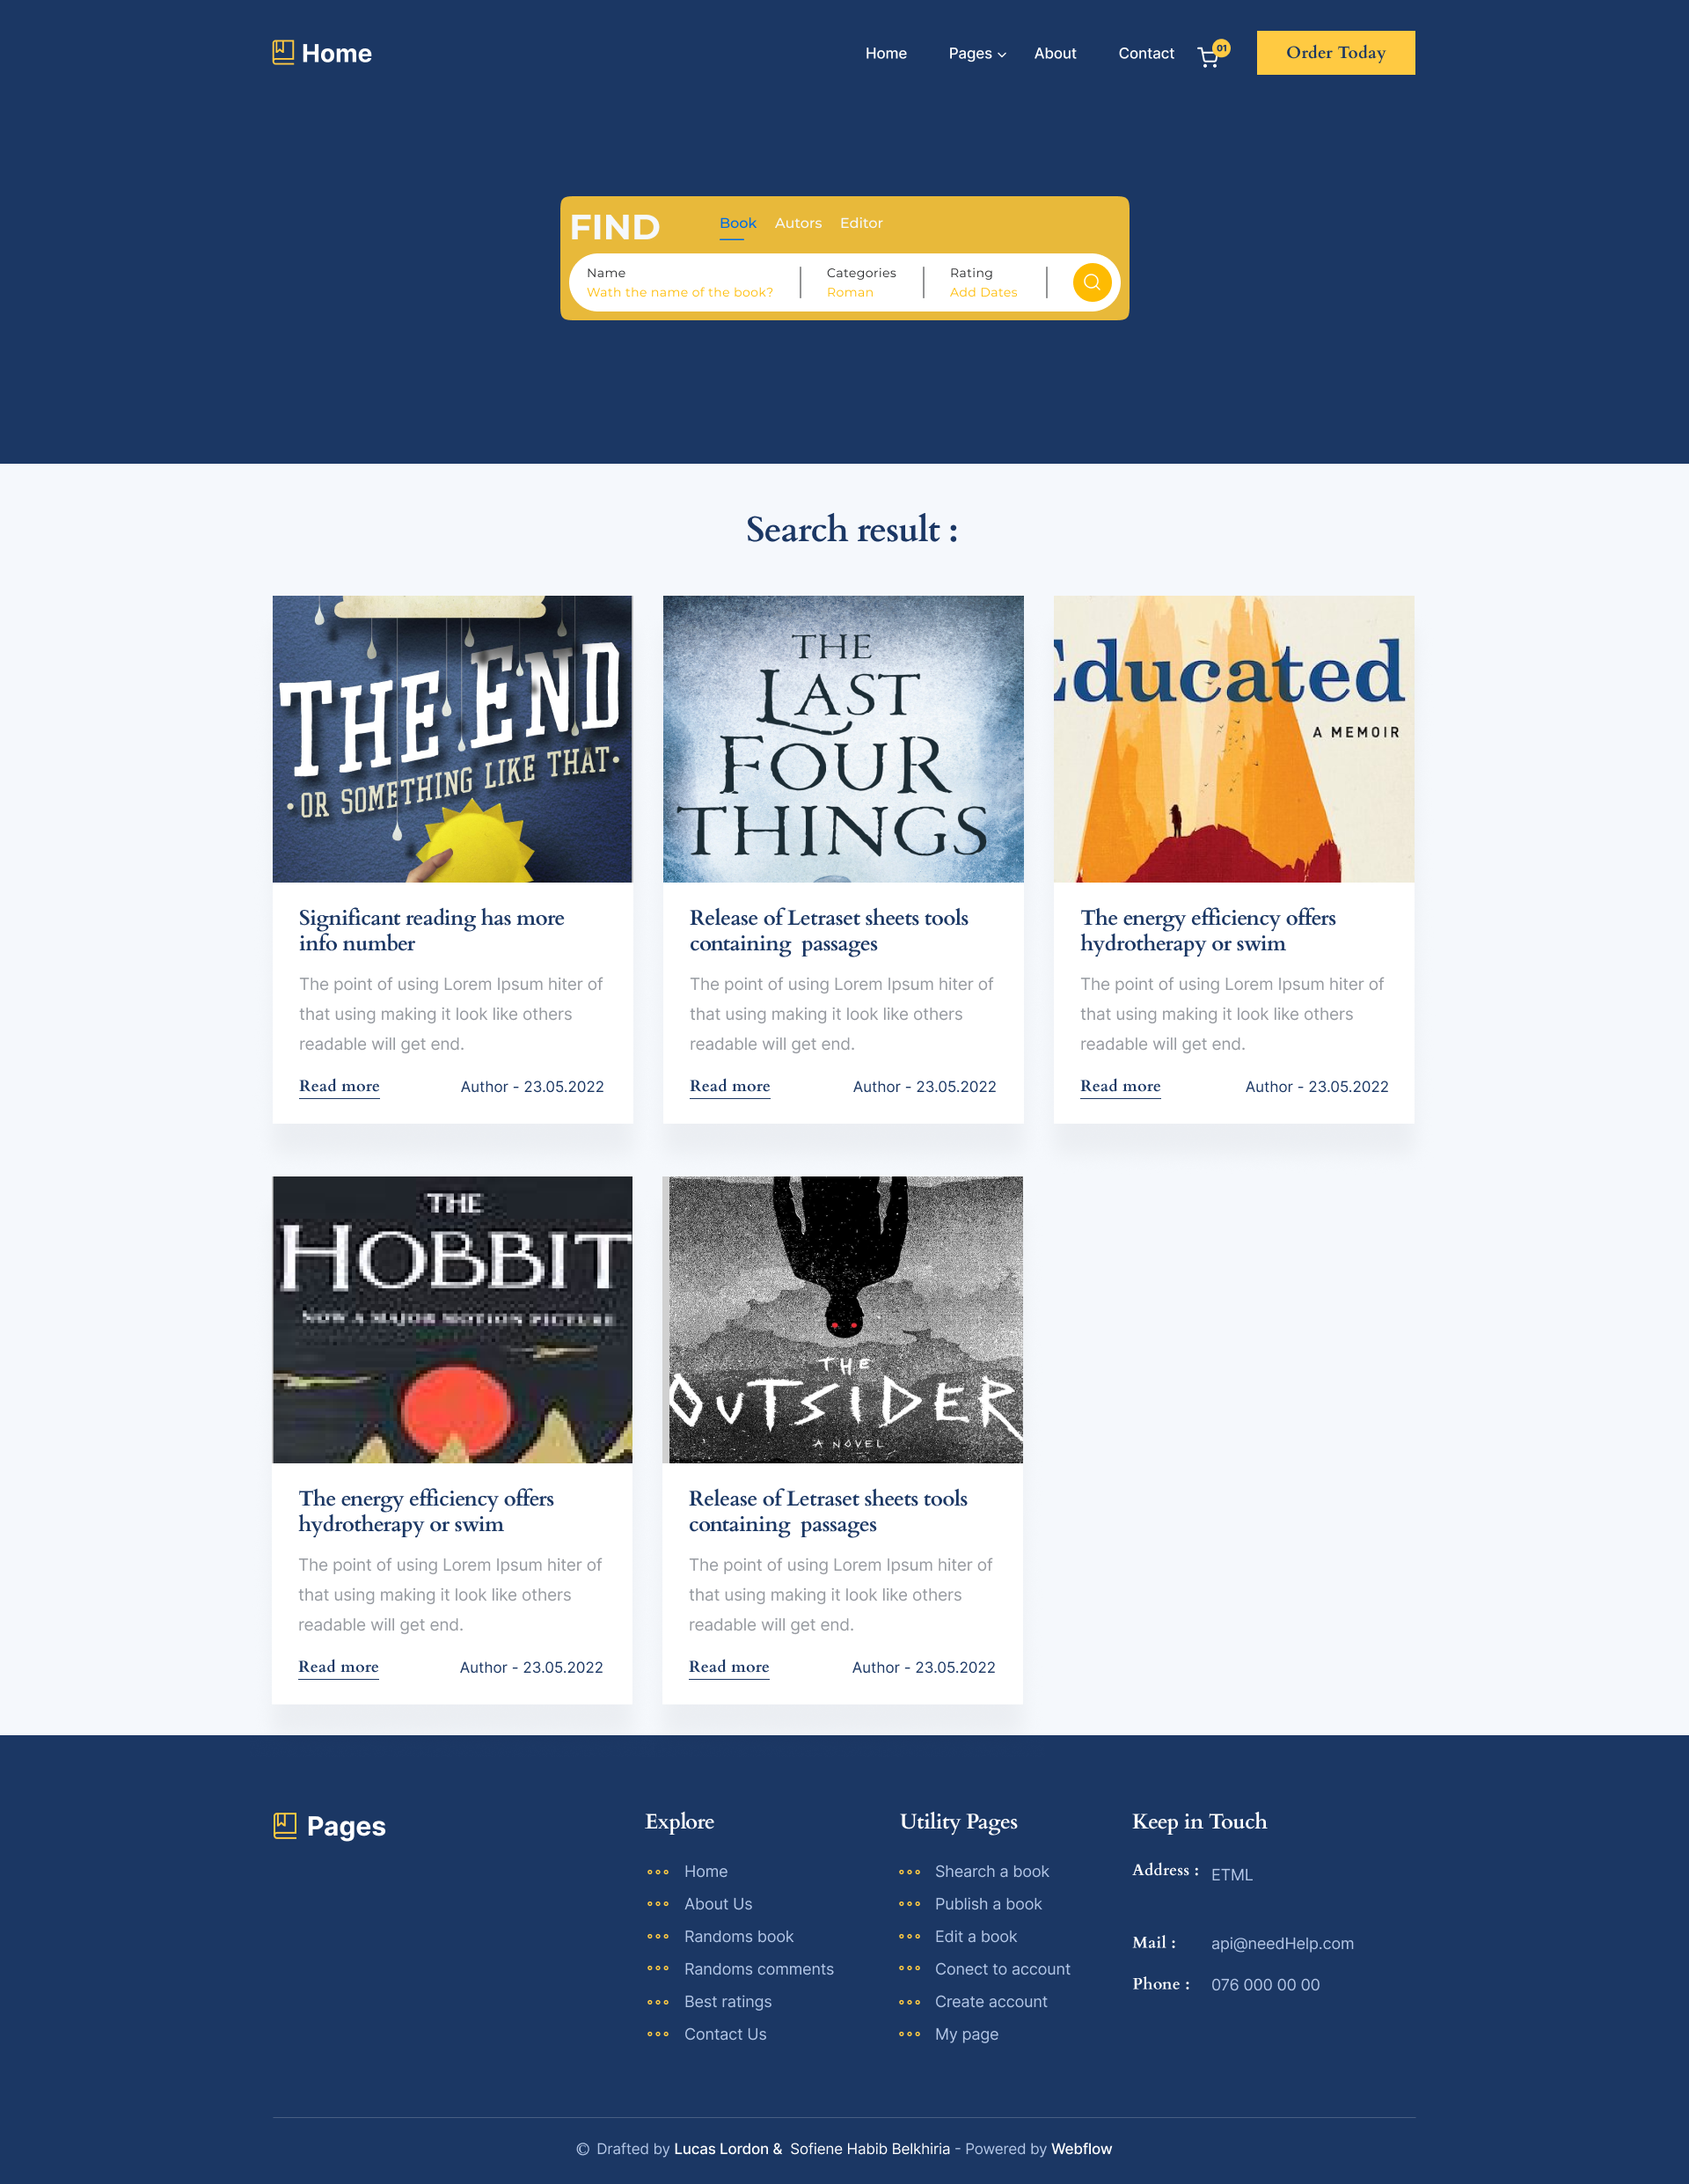 Home
Home Pages About Contact 01 Order Today
FIND Book Autors Editor
Name Categories Rating
Wath the name of the book? Roman Add Dates
Search result :
THE END
·OR SOMETHING LIKE THAT·
THE
LAST
FOUR
THINGS
Educated
A MEMOIR
Significant reading has more
info number
The point of using Lorem Ipsum hiter of
that using making it look like others
readable will get end.
Read more Author - 23.05.2022
Release of Letraset sheets tools
containing passages
The point of using Lorem Ipsum hiter of
that using making it look like others
readable will get end.
Read more Author - 23.05.2022
The energy efficiency offers
hydrotherapy or swim
The point of using Lorem Ipsum hiter of
that using making it look like others
readable will get end.
Read more Author - 23.05.2022
THE
HOBBIT
NOW A MAJOR MOTION PICTURE
THE
OUTSIDER
A NOVEL
The energy efficiency offers
hydrotherapy or swim
The point of using Lorem Ipsum hiter of
that using making it look like others
readable will get end.
Read more Author - 23.05.2022
Release of Letraset sheets tools
containing passages
The point of using Lorem Ipsum hiter of
that using making it look like others
readable will get end.
Read more Author - 23.05.2022
Pages
Explore
Home
About Us
Randoms book
Randoms comments
Best ratings
Contact Us
Utility Pages
Shearch a book
Publish a book
Edit a book
Conect to account
Create account
My page
Keep in Touch
Address : ETML
Mail : api@needHelp.com
Phone : 076 000 00 00
© Drafted by Lucas Lordon & Sofiene Habib Belkhiria - Powered by Webflow